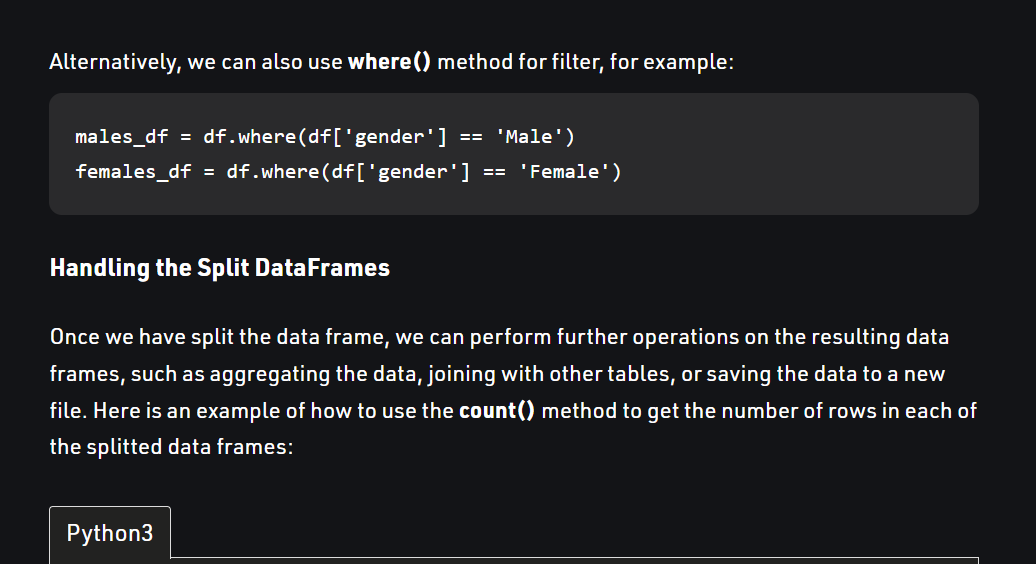 Alternatively, we can also use where() method for filter, for example:
males_df = df.where(df['gender'] == 'Male')
females_df = df.where(df['gender'] == 'Female')
Handling the Split DataFrames
Once we have split the data frame, we can perform further operations on the resulting data
frames, such as aggregating the data, joining with other tables, or saving the data to a new
file. Here is an example of how to use the count() method to get the number of rows in each of
the splitted data frames:
Python3